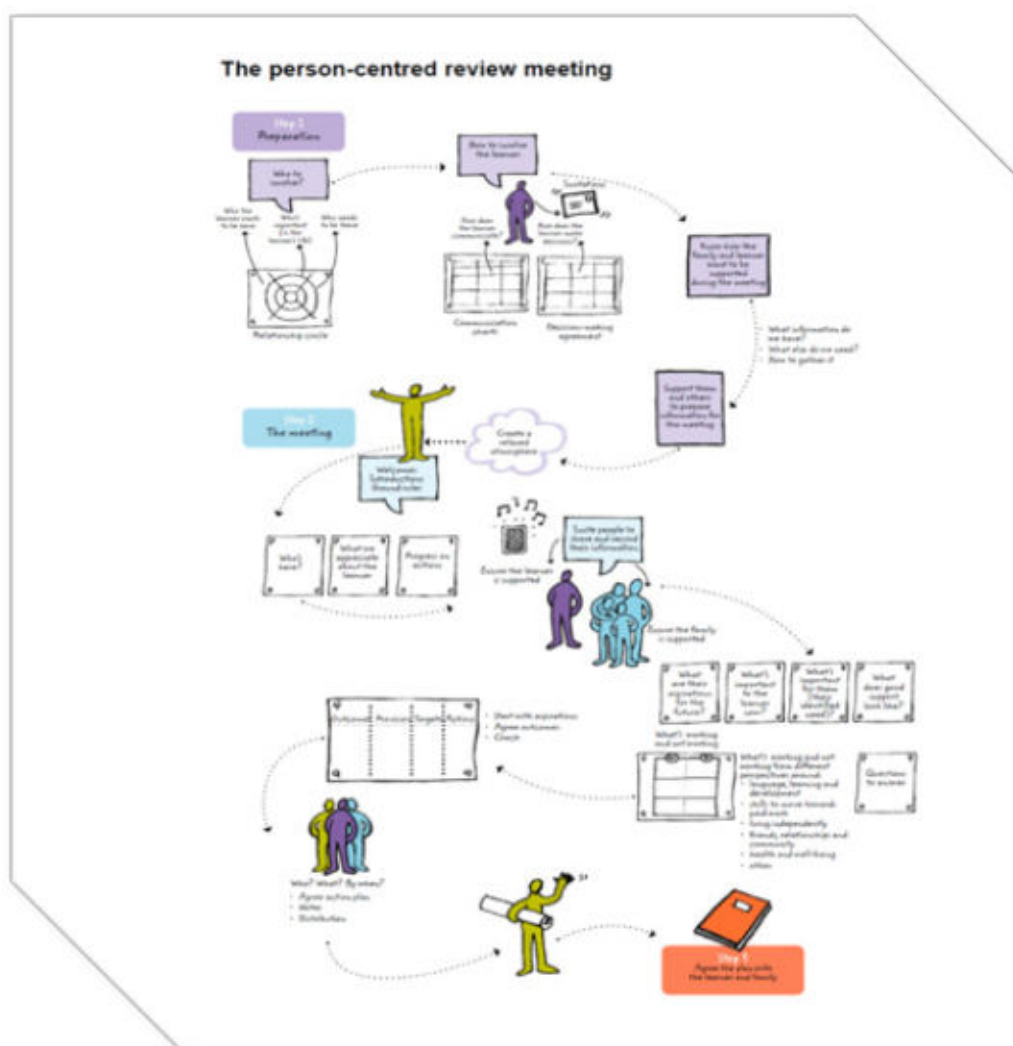 The person-centred review meeting
Step 1
Preparation
Who to
involve?
Who the
learner wants
to be there
Who's
important
in the
learner's life?
Who needs
to be there
Relationship circle
How to involve
the learner
Invitations
How does
the learner
communicate?
How does the
learner make
decisions?
Communication
charts
Decision-making
agreement
family and learner
want to be
supported
during the meeting
What information do
we have?
What else do we need?
How to gather it
Support them
and others
to prepare
information for
the meeting
Create a
relaxed
atmosphere
Step 2
The meeting
Welcome
Introductions
Ground rules
Who's
here?
What we
appreciate
about the
learner
Progress on
actions
Invite people to
share and record
their information
Ensure the learner
is supported
Ensure the family
is supported
What
are their
aspirations
for the
future?
What's
important
to the
learner now?
What's
important
for them
(their
identified
needs)?
What
does good
support
look like?
What's working
and not working
What's working and not
working from different
perspectives around:
• language, learning and
development
• skills to move towards
paid work
• living independently
• friends, relationships and
community
• health and well-being
• other
Questions
to answer
Outcomes Provision Targets Actions
• Start with aspirations
• Agree outcomes
• Check
Who? What? By when?
• Agree action plan
• Notes
• Distribution
Step 3
Agree the plan with
the learner and family